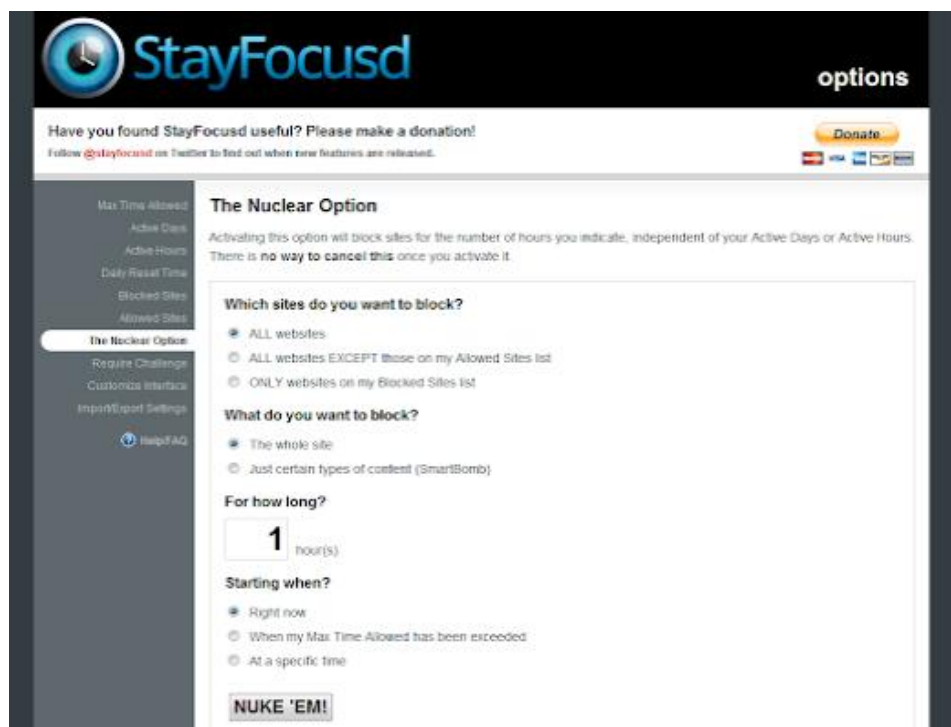 StayFocusd
options
Have you found StayFocusd useful? Please make a donation!
Donate
Follow @stayfocusd on Twitter to find out when new features are released.
VISA
Max Time Allowed
Active Days
Active Hours
Daily Reset Time
Blocked Sites
Allowed Sites
The Nuclear Option
Require Challenge
Customize Interface
Import/Export Settings
Help/FAQ
The Nuclear Option
Activating this option will block sites for the number of hours you indicate, independent of your Active Days or Active Hours.
There is no way to cancel this once you activate it.
Which sites do you want to block?
ALL websites
ALL websites EXCEPT those on my Allowed Sites list
ONLY websites on my Blocked Sites list
What do you want to block?
The whole site
Just certain types of content (SmartBomb)
For how long?
1 hour(s)
Starting when?
Right now
When my Max Time Allowed has been exceeded
At a specific time
NUKE 'EM!